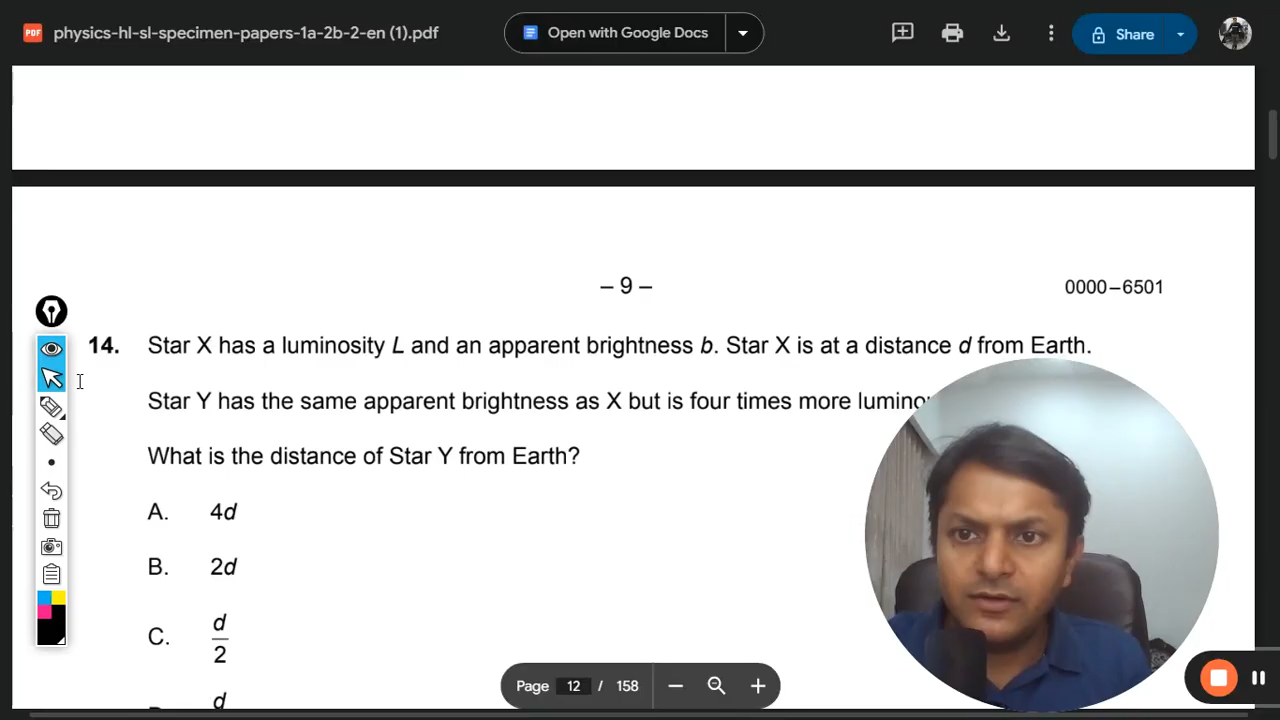 physics-hl-sl-specimen-papers-1a-2b-2-en (1).pdf
Open with Google Docs
Share
– 9 –
0000–6501
14. Star X has a luminosity L and an apparent brightness b. Star X is at a distance d from Earth.
Star Y has the same apparent brightness as X but is four times more
What is the distance of Star Y from Earth?
A. 4d
B. 2d
C. d
2
d
Page 12 / 158
PDF